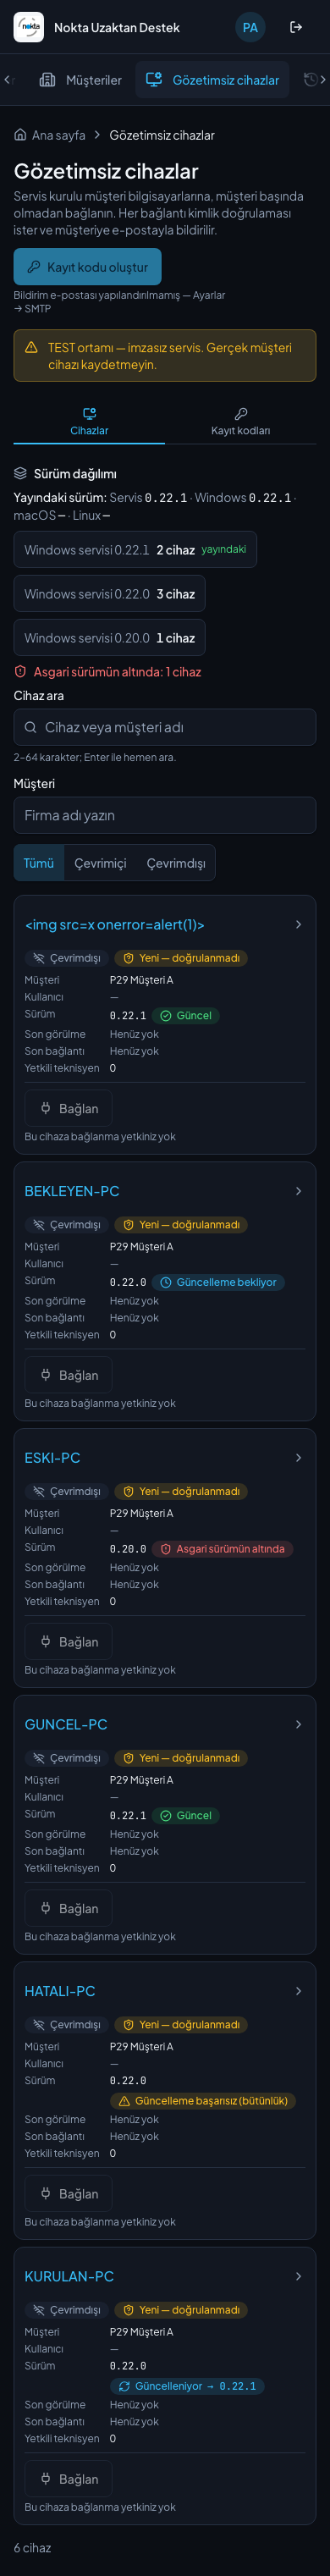 nokta
Nokta Uzaktan Destek
PA
Müşteriler
Gözetimsiz cihazlar
Ana sayfa
Gözetimsiz cihazlar
Gözetimsiz cihazlar
Servis kurulu müşteri bilgisayarlarına, müşteri başında
olmadan bağlanın. Her bağlantı kimlik doğrulaması
ister ve müşteriye e-postayla bildirilir.
Kayıt kodu oluştur
Bildirim e-postası yapılandırılmamış — Ayarlar
→ SMTP
TEST ortamı — imzasız servis. Gerçek müşteri
cihazı kaydetmeyin.
Cihazlar
Kayıt kodları
Sürüm dağılımı
Yayındaki sürüm: Servis 0.22.1 · Windows 0.22.1 ·
macOS — · Linux —
Windows servisi 0.22.1 2 cihaz yayındaki
Windows servisi 0.22.0 3 cihaz
Windows servisi 0.20.0 1 cihaz
Asgari sürümün altında: 1 cihaz
Cihaz ara
Cihaz veya müşteri adı
2–64 karakter; Enter ile hemen ara.
Müşteri
Firma adı yazın
Tümü Çevrimiçi Çevrimdışı
<img src=x onerror=alert(1)>
Çevrimdışı Yeni — doğrulanmadı
Müşteri P29 Müşteri A
Kullanıcı —
Sürüm 0.22.1 Güncel
Son görülme Henüz yok
Son bağlantı Henüz yok
Yetkili teknisyen 0
Bağlan
Bu cihaza bağlanma yetkiniz yok
BEKLEYEN-PC
Çevrimdışı Yeni — doğrulanmadı
Müşteri P29 Müşteri A
Kullanıcı —
Sürüm 0.22.0 Güncelleme bekliyor
Son görülme Henüz yok
Son bağlantı Henüz yok
Yetkili teknisyen 0
Bağlan
Bu cihaza bağlanma yetkiniz yok
ESKI-PC
Çevrimdışı Yeni — doğrulanmadı
Müşteri P29 Müşteri A
Kullanıcı —
Sürüm 0.20.0 Asgari sürümün altında
Son görülme Henüz yok
Son bağlantı Henüz yok
Yetkili teknisyen 0
Bağlan
Bu cihaza bağlanma yetkiniz yok
GUNCEL-PC
Çevrimdışı Yeni — doğrulanmadı
Müşteri P29 Müşteri A
Kullanıcı —
Sürüm 0.22.1 Güncel
Son görülme Henüz yok
Son bağlantı Henüz yok
Yetkili teknisyen 0
Bağlan
Bu cihaza bağlanma yetkiniz yok
HATALI-PC
Çevrimdışı Yeni — doğrulanmadı
Müşteri P29 Müşteri A
Kullanıcı —
Sürüm 0.22.0
Güncelleme başarısız (bütünlük)
Son görülme Henüz yok
Son bağlantı Henüz yok
Yetkili teknisyen 0
Bağlan
Bu cihaza bağlanma yetkiniz yok
KURULAN-PC
Çevrimdışı Yeni — doğrulanmadı
Müşteri P29 Müşteri A
Kullanıcı —
Sürüm 0.22.0
Güncelleniyor → 0.22.1
Son görülme Henüz yok
Son bağlantı Henüz yok
Yetkili teknisyen 0
Bağlan
Bu cihaza bağlanma yetkiniz yok
6 cihaz